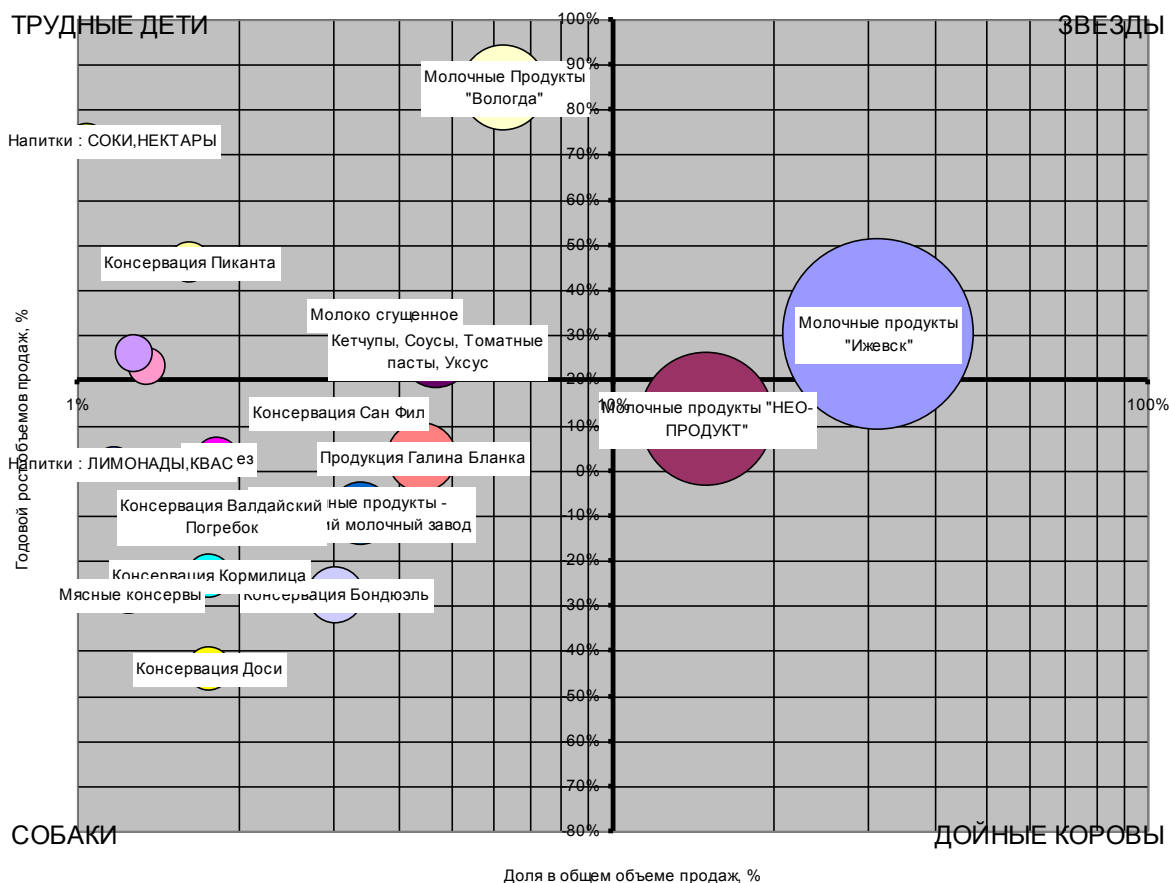 ТРУДНЫЕ ДЕТИ
ЗВЕЗДЫ
100%
90%
80%
70%
60%
50%
40%
30%
20%
10%
0%
-10%
-20%
-30%
-40%
-50%
-60%
-70%
-80%
1%
10%
100%
Молочные Продукты
"Вологда"
Напитки : СОКИ,НЕКТАРЫ
Консервация Пиканта
Молоко сгущенное
Кетчупы, Соусы, Томатные
пасты, Уксус
Молочные продукты
"Ижевск"
Молочные продукты "НЕО-
ПРОДУКТ"
Консервация Сан Фил
Продукция Галина Бланка
Напитки : ЛИМОНАДЫ,КВАС
Консервация Валдайский
Погребок
продукты -
молочный завод
Консервация Кормилица
Мясные консервы
Консервация Бондюэль
Консервация Доси
Годовой рост объемов продаж, %
СОБАКИ
ДОЙНЫЕ КОРОВЫ
Доля в общем объеме продаж, %